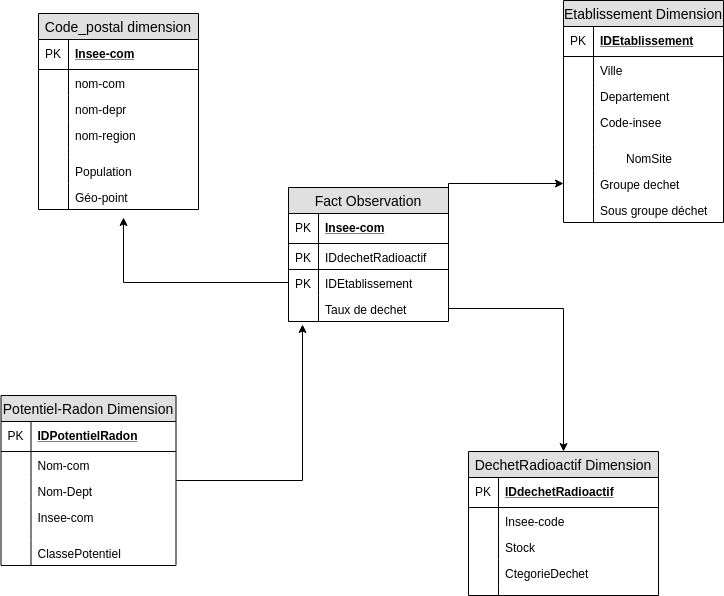 Code_postal dimension
PK Insee-com
nom-com
nom-depr
nom-region
Population
Géo-point
Etablissement Dimension
PK IDEtablissement
Ville
Departement
Code-insee
NomSite
Groupe dechet
Sous groupe déchet
Fact Observation
PK Insee-com
PK IDdechetRadioactif
PK IDEtablissement
Taux de dechet
Potentiel-Radon Dimension
PK IDPotentielRadon
Nom-com
Nom-Dept
Insee-com
ClassePotentiel
DechetRadioactif Dimension
PK IDdechetRadioactif
Insee-code
Stock
CtegorieDechet